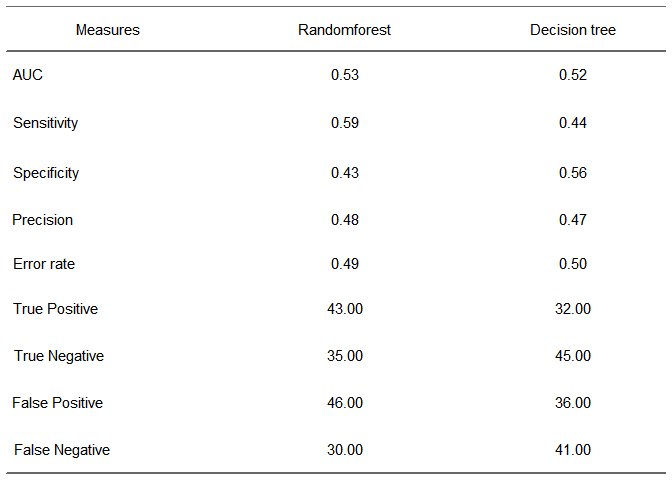 Measures Randomforest Decision tree
AUC 0.53 0.52
Sensitivity 0.59 0.44
Specificity 0.43 0.56
Precision 0.48 0.47
Error rate 0.49 0.50
True Positive 43.00 32.00
True Negative 35.00 45.00
False Positive 46.00 36.00
False Negative 30.00 41.00